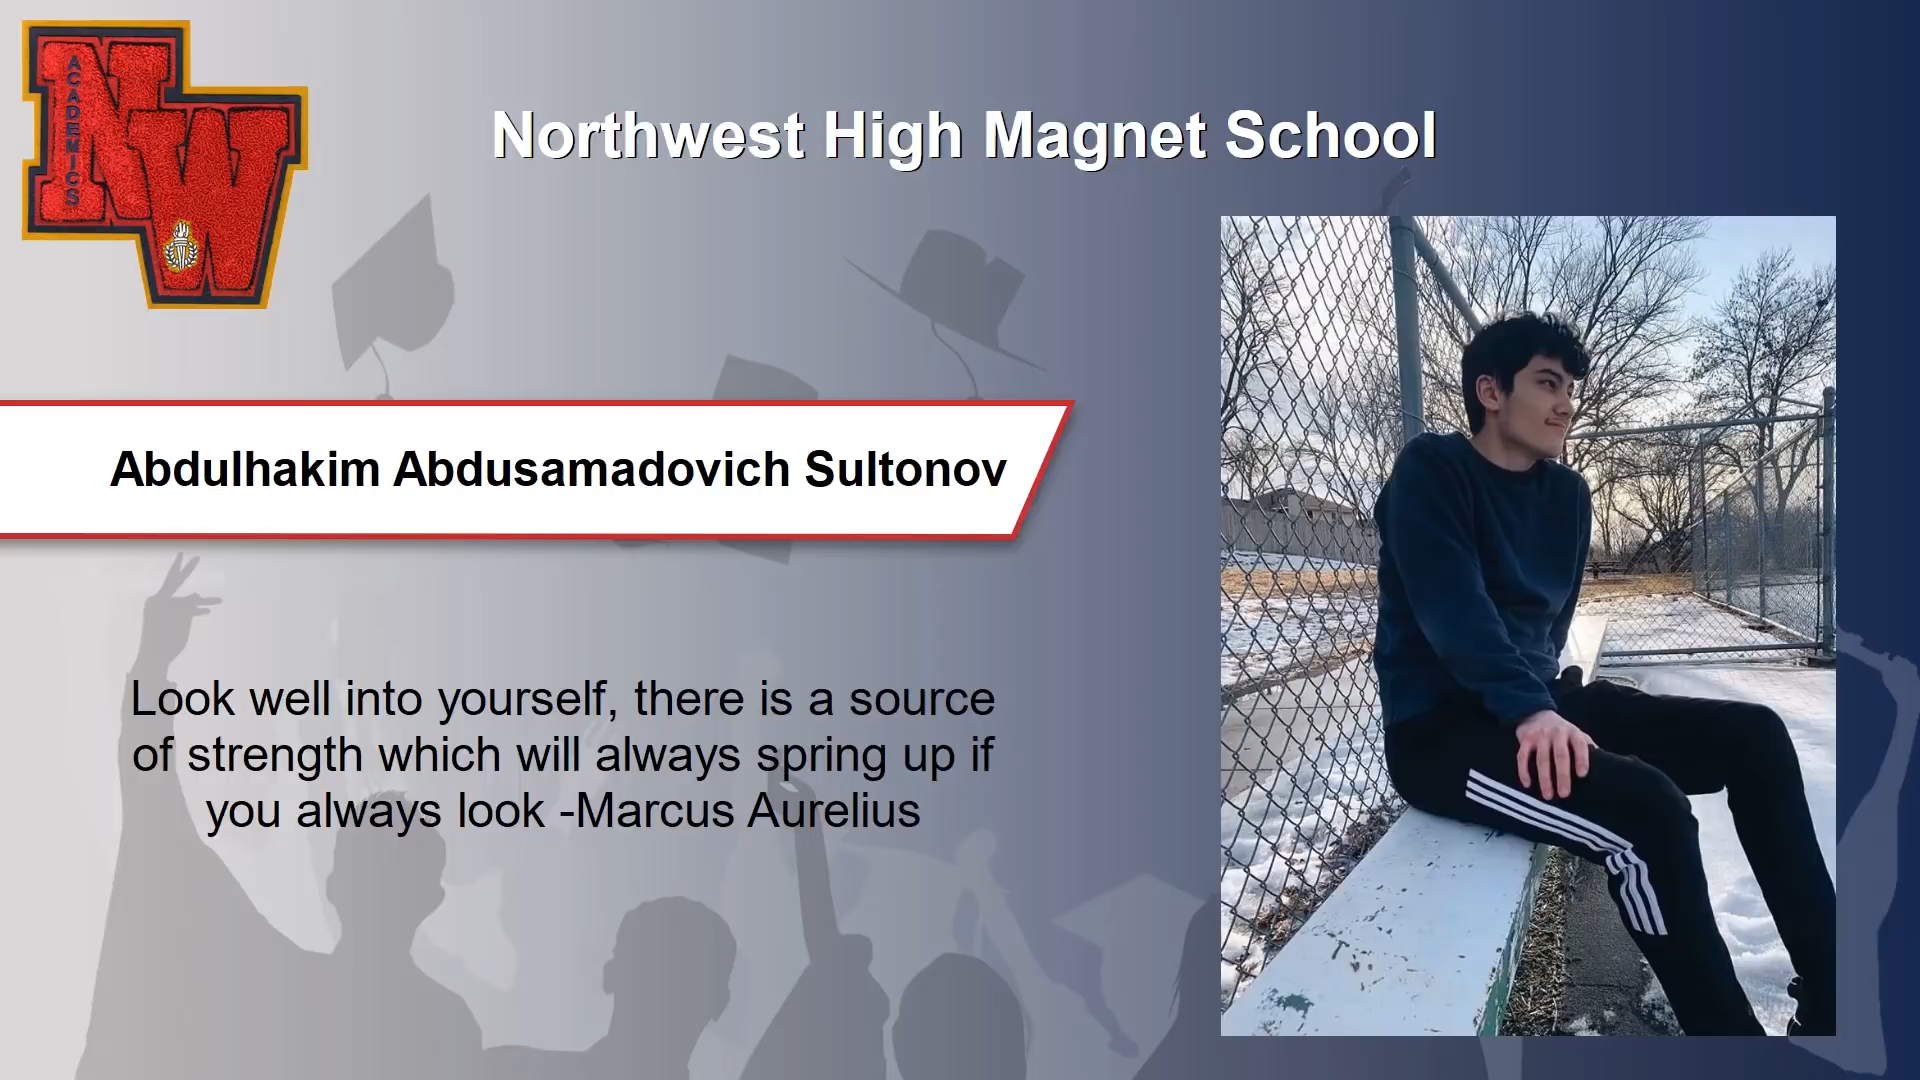 NW
ACADEMICS
Northwest High Magnet School
Abdulhakim Abdusamadovich Sultonov
Look well into yourself, there is a source
of strength which will always spring up if
you always look -Marcus Aurelius